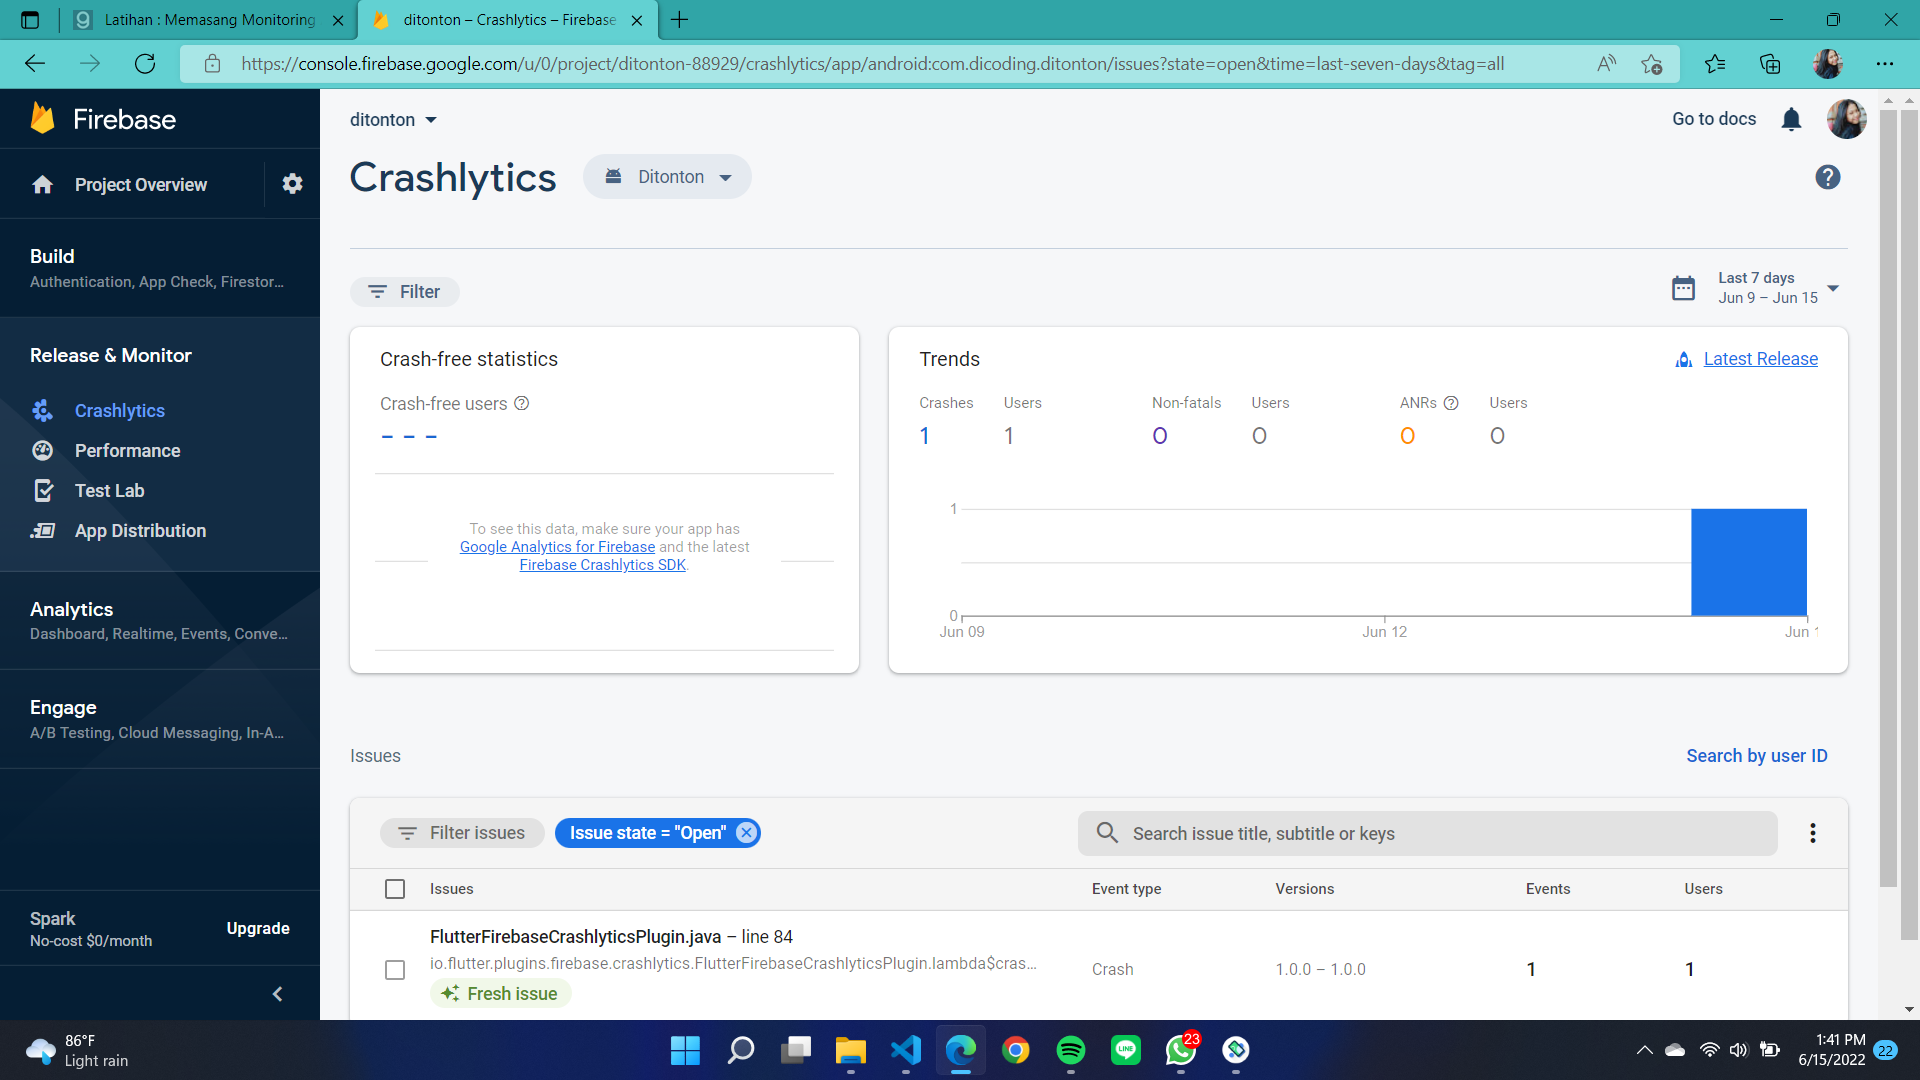 Latihan : Memasang Monitoring
ditonton – Crashlytics – Firebase
https://console.firebase.google.com/u/0/project/ditonton-88929/crashlytics/app/android:com.dicoding.ditonton/issues?state=open&time=last-seven-days&tag=all
Firebase
Project Overview
Build
Authentication, App Check, Firestor…
Release & Monitor
Crashlytics
Performance
Test Lab
App Distribution
Analytics
Dashboard, Realtime, Events, Conve…
Engage
A/B Testing, Cloud Messaging, In-A…
Spark
No-cost $0/month
Upgrade
ditonton
Go to docs
Crashlytics
Ditonton
Filter
Last 7 days
Jun 9 – Jun 15
Crash-free statistics
Crash-free users
– – –
To see this data, make sure your app has
Google Analytics for Firebase and the latest
Firebase Crashlytics SDK.
Trends
Latest Release
Crashes Users Non-fatals Users ANRs Users
1 1 0 0 0 0
1
0
Jun 09 Jun 12 Jun 1
Issues
Search by user ID
Filter issues
Issue state = "Open"
Search issue title, subtitle or keys
Issues Event type Versions Events Users
FlutterFirebaseCrashlyticsPlugin.java – line 84
io.flutter.plugins.firebase.crashlytics.FlutterFirebaseCrashlyticsPlugin.lambda$cras…
Crash 1.0.0 – 1.0.0 1 1
Fresh issue
86°F
Light rain
LINE
23
1:41 PM
6/15/2022
22